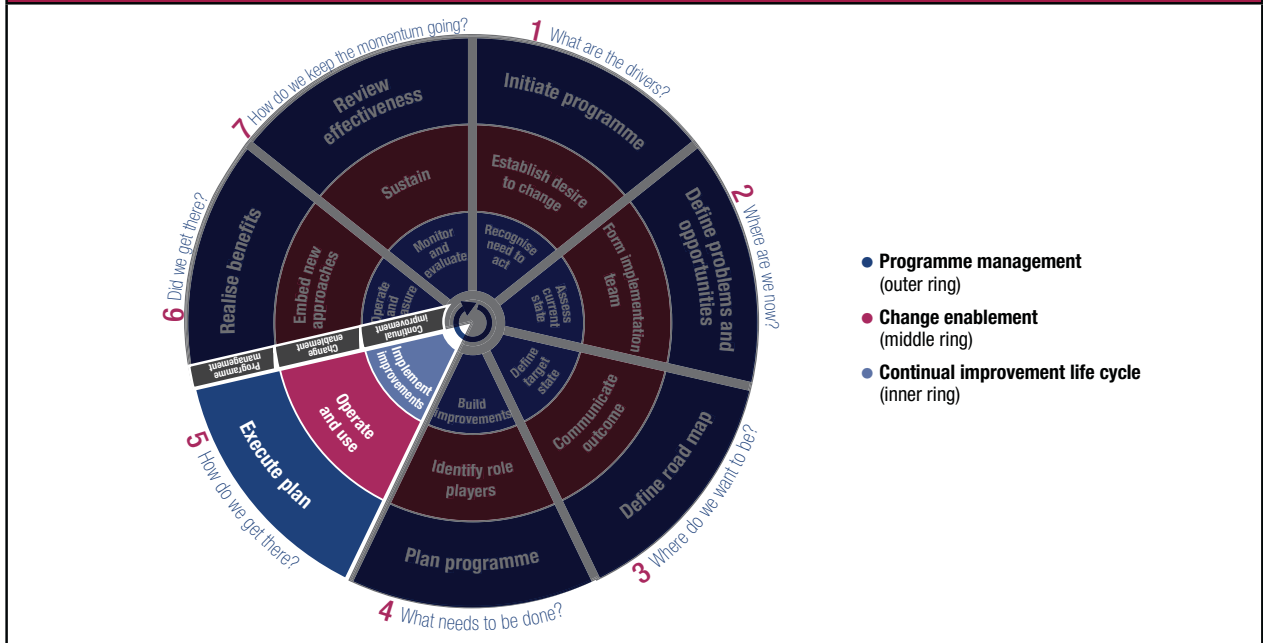 1 What are the drivers?
Initiate programme
Establish desire
to change
Recognise
need to
act
2 Where are we now?
Define problems and
opportunities
Form implementation
team
Assess
current
state
3 Where do we want to be?
Define road map
Communicate
outcome
Define
target
state
4 What needs to be done?
Plan programme
Identify role
players
Build
improvements
5 How do we get there?
Execute plan
Operate
and use
Implement
improvements
6 Did we get there?
Realise benefits
Embed new
approaches
Operate
and
7 How do we keep the momentum going?
Review
effectiveness
Sustain
Monitor
and
evaluate
Programme
management
Change
enablement
Continual
improvement
Programme management
(outer ring)
Change enablement
(middle ring)
Continual improvement life cycle
(inner ring)